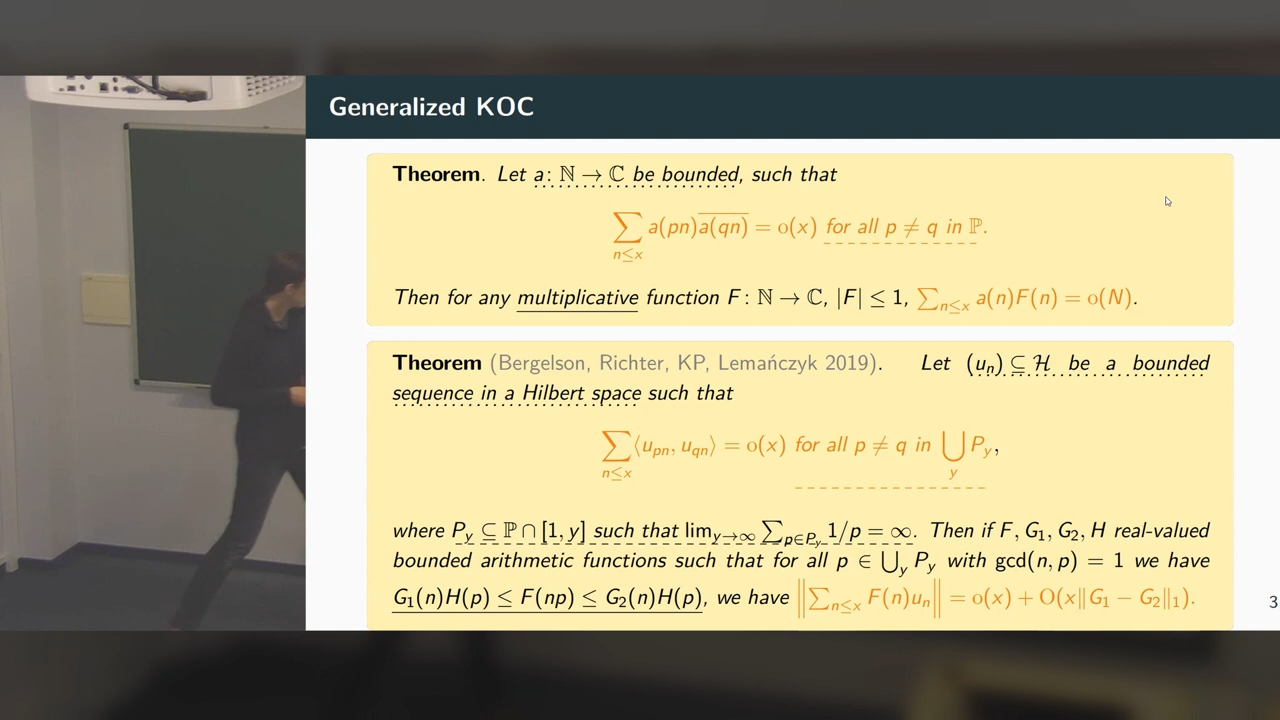 Generalized KOC
Theorem. Let a: ℕ → ℂ be bounded, such that
∑_{n≤x} a(pn)\overline{a(qn)} = o(x) for all p ≠ q in ℙ.
Then for any multiplicative function F: ℕ → ℂ, |F| ≤ 1, ∑_{n≤x} a(n)F(n) = o(N).
Theorem (Bergelson, Richter, KP, Lemańczyk 2019). Let (u_n) ⊆ ℋ be a bounded
sequence in a Hilbert space such that
∑_{n≤x} ⟨u_{pn}, u_{qn}⟩ = o(x) for all p ≠ q in ⋃_y P_y,
where P_y ⊆ ℙ ∩ [1, y] such that lim_{y→∞} ∑_{p∈P_y} 1/p = ∞. Then if F, G_1, G_2, H real-valued
bounded arithmetic functions such that for all p ∈ ⋃_y P_y with gcd(n, p) = 1 we have
G_1(n)H(p) ≤ F(np) ≤ G_2(n)H(p), we have ‖∑_{n≤x} F(n)u_n‖ = o(x) + O(x‖G_1 − G_2‖_1).
3